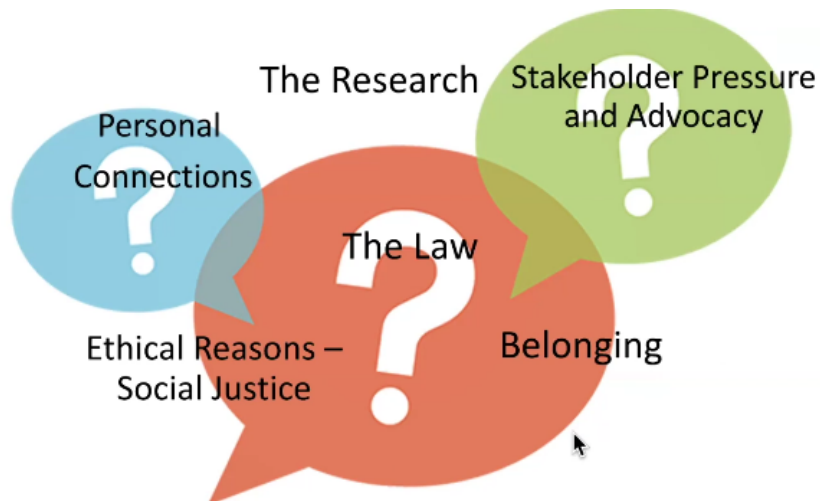 The Research
Stakeholder Pressure
and Advocacy
Personal
Connections
The Law
Ethical Reasons –
Social Justice
Belonging